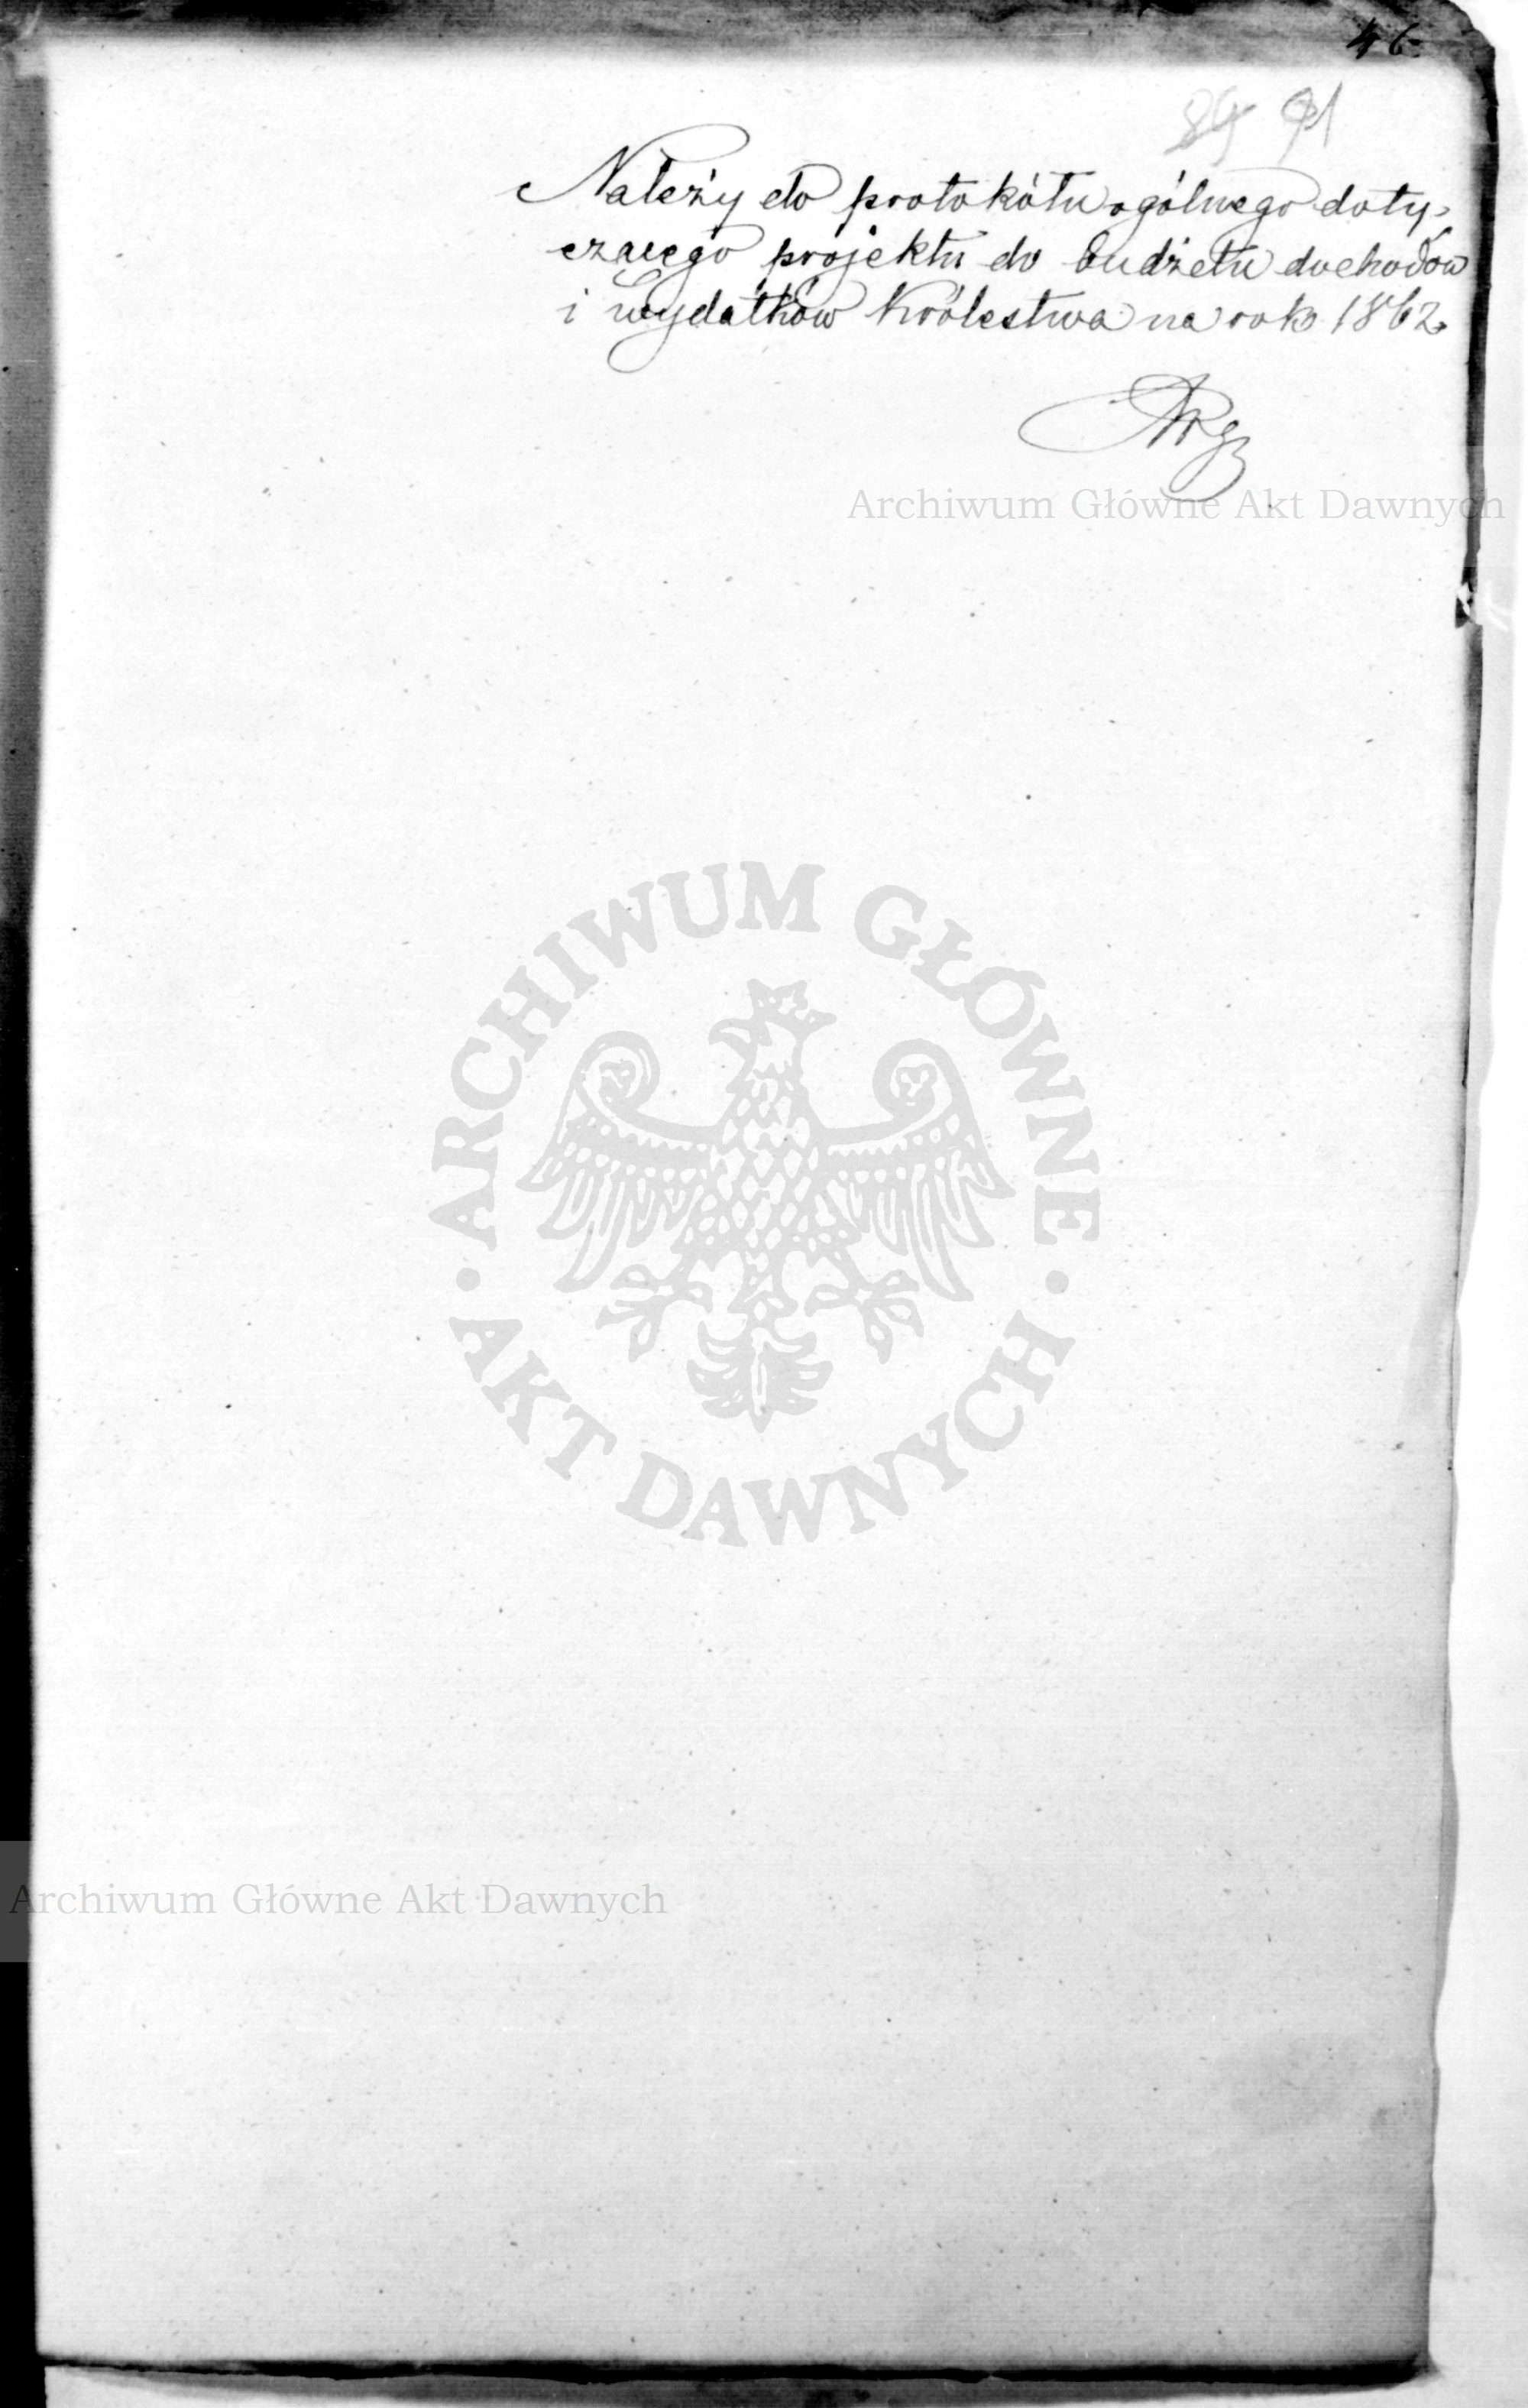 46.
89 91
Należy do protokółu ogólnego doty-
czącego projektu do budżetu dochodów
i wydatków Królestwa na rok 1862.
Archiwum Główne Akt Dawnych
ARCHIWUM GŁÓWNE
AKT DAWNYCH
Archiwum Główne Akt Dawnych